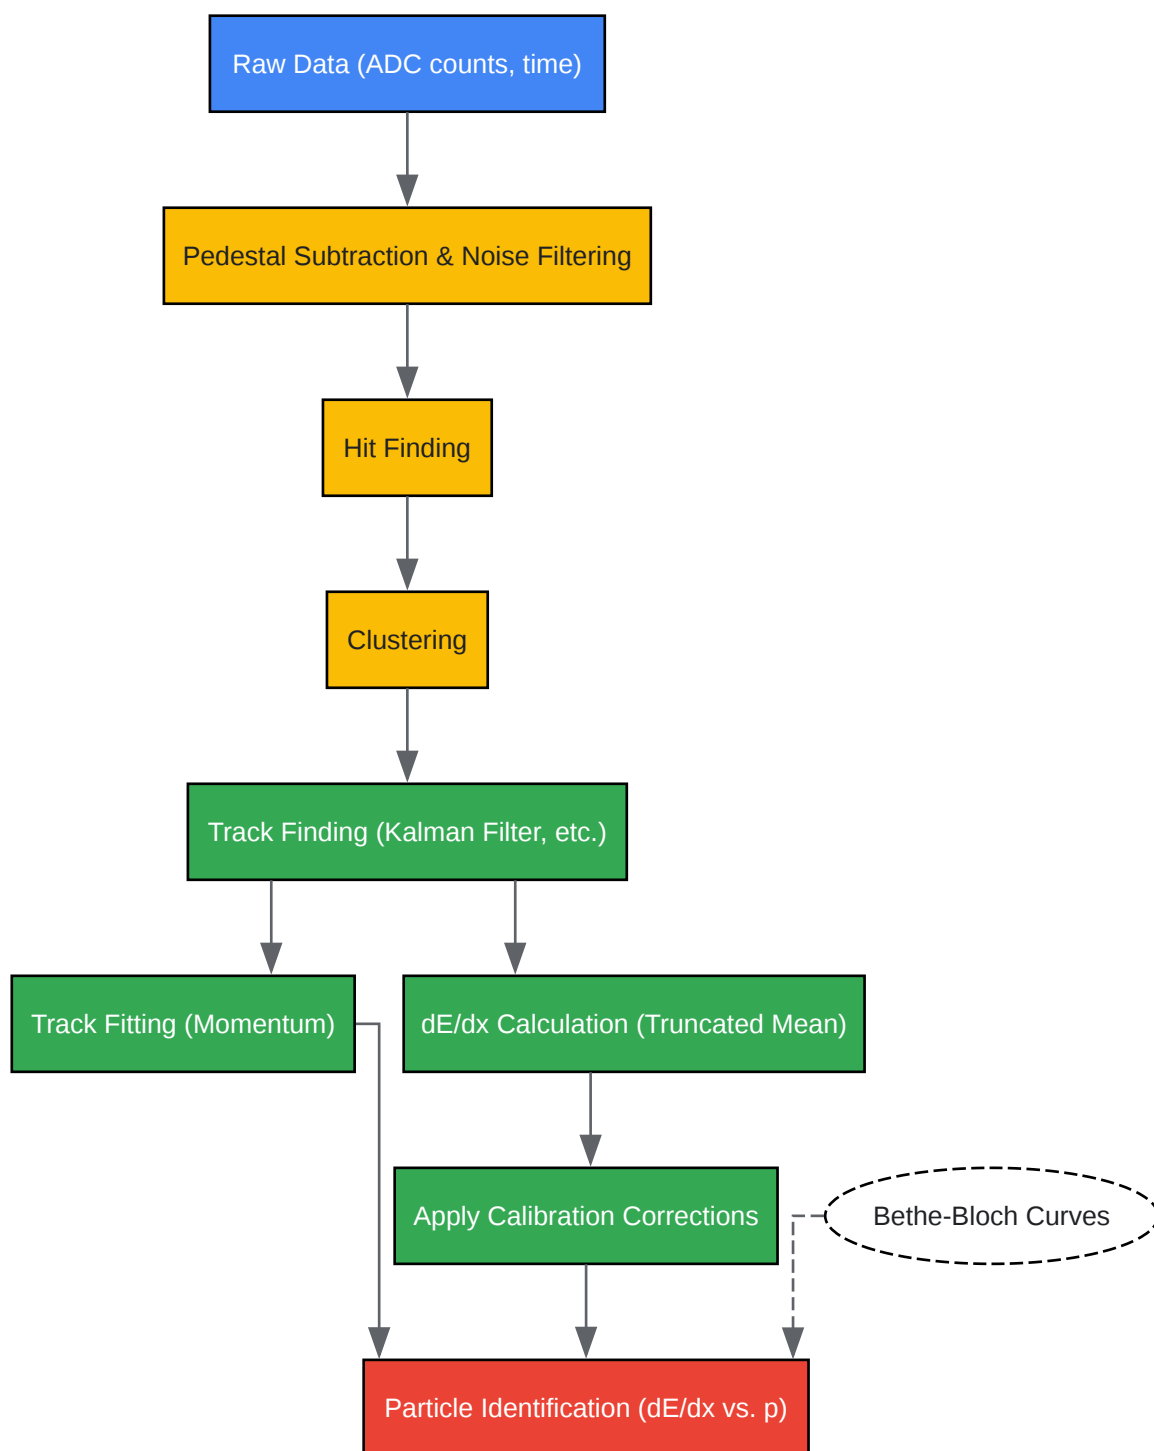 Raw Data (ADC counts, time)
Pedestal Subtraction & Noise Filtering
Hit Finding
Clustering
Track Finding (Kalman Filter, etc.)
Track Fitting (Momentum)
dE/dx Calculation (Truncated Mean)
Apply Calibration Corrections
Bethe-Bloch Curves
Particle Identification (dE/dx vs. p)